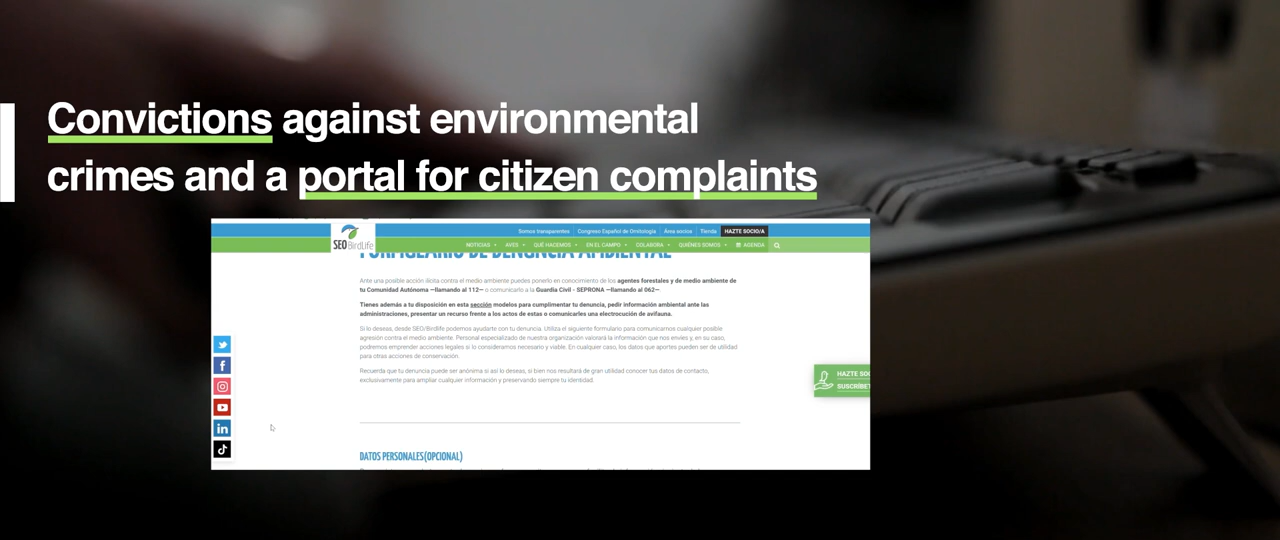 Convictions against environmental
crimes and a portal for citizen complaints
Somos transparentes
Congreso Español de Ornitología
Área socios
Tienda
HAZTE SOCIO/A
SEO BirdLife
NOTICIAS
AVES
QUÉ HACEMOS
EN EL CAMPO
COLABORA
QUIÉNES SOMOS
AGENDA
FORMULARIO DE DENUNCIA AMBIENTAL
Ante una posible acción ilícita contra el medio ambiente puedes ponerlo en conocimiento de los agentes forestales y de medio ambiente de
tu Comunidad Autónoma —llamando al 112— o comunicarlo a la Guardia Civil - SEPRONA —llamando al 062—
Tienes además a tu disposición en esta sección modelos para cumplimentar tu denuncia, pedir información ambiental ante las
administraciones, presentar un recurso frente a los actos de estas o comunicarles una electrocución de avifauna.
Si lo deseas, desde SEO/Birdlife podemos ayudarte con tu denuncia. Utiliza el siguiente formulario para comunicarnos cualquier posible
agresión contra el medio ambiente. Personal especializado de nuestra organización valorará la información que nos envíes y, en su caso,
podremos emprender acciones legales si lo consideramos necesario y viable. En cualquier caso, los datos que aportes pueden ser de utilidad
para otras acciones de conservación.
Recuerda que tu denuncia puede ser anónima si así lo deseas, si bien nos resultará de gran utilidad conocer tus datos de contacto,
exclusivamente para ampliar cualquier información y preservando siempre tu identidad.
HAZTE SOC
SUSCRÍBE
DATOS PERSONALES(OPCIONAL)